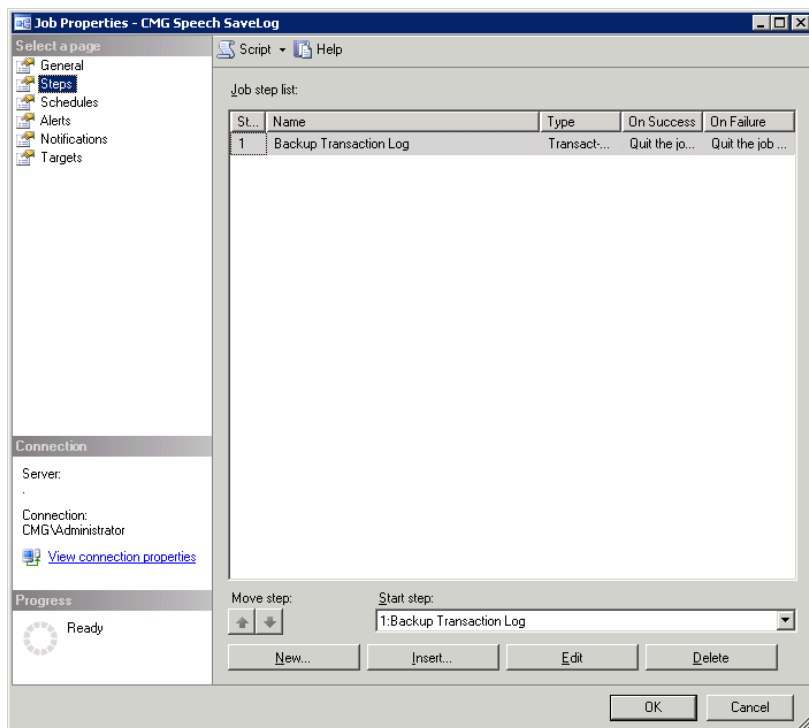 Job Properties - CMG Speech SaveLog
Select a page
General
Steps
Schedules
Alerts
Notifications
Targets
Script
Help
Job step list:
St... Name Type On Success On Failure
1 Backup Transaction Log Transact-... Quit the jo... Quit the job ...
Connection
Server:
.
Connection:
CMG\Administrator
View connection properties
Progress
Ready
Move step:
Start step:
1:Backup Transaction Log
New... Insert... Edit Delete
OK Cancel